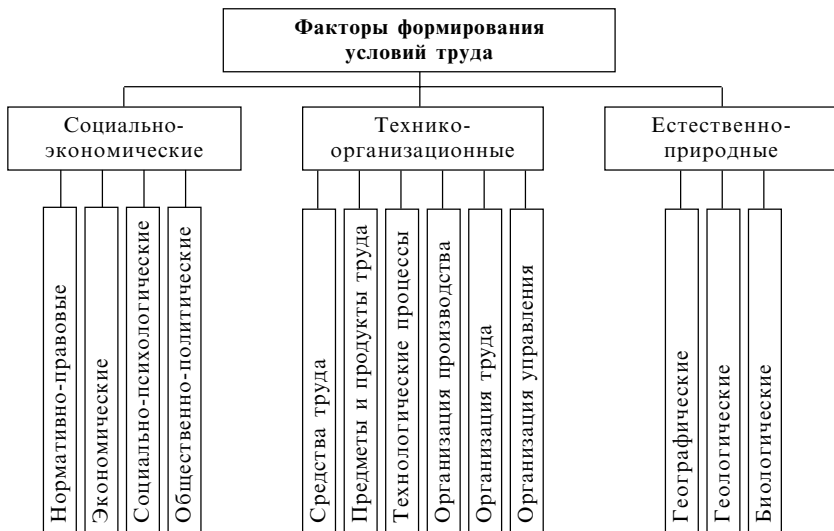 Факторы формирования
условий труда
Социально-
экономические
Технико-
организационные
Естественно-
природные
Нормативно-правовые
Экономические
Социально-психологические
Общественно-политические
Средства труда
Предметы и продукты труда
Технологические процессы
Организация производства
Организация труда
Организация управления
Географические
Геологические
Биологические